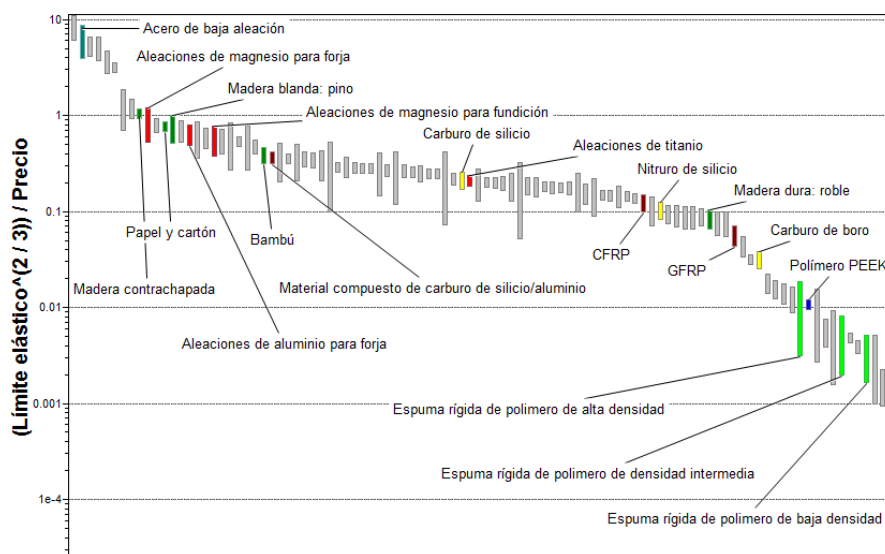 10
Acero de baja aleación
Aleaciones de magnesio para forja
Madera blanda: pino
1
Aleaciones de magnesio para fundición
Carburo de silicio
Aleaciones de titanio
Nitruro de silicio
Madera dura: roble
0.1
Papel y cartón
Bambú
CFRP
Carburo de boro
GFRP
Polímero PEEK
Madera contrachapada
Material compuesto de carburo de silicio/aluminio
0.01
Aleaciones de aluminio para forja
(Límite elástico^(2 / 3)) / Precio
0.001
Espuma rígida de polimero de alta densidad
Espuma rígida de polimero de densidad intermedia
1e-4
Espuma rígida de polimero de baja densidad